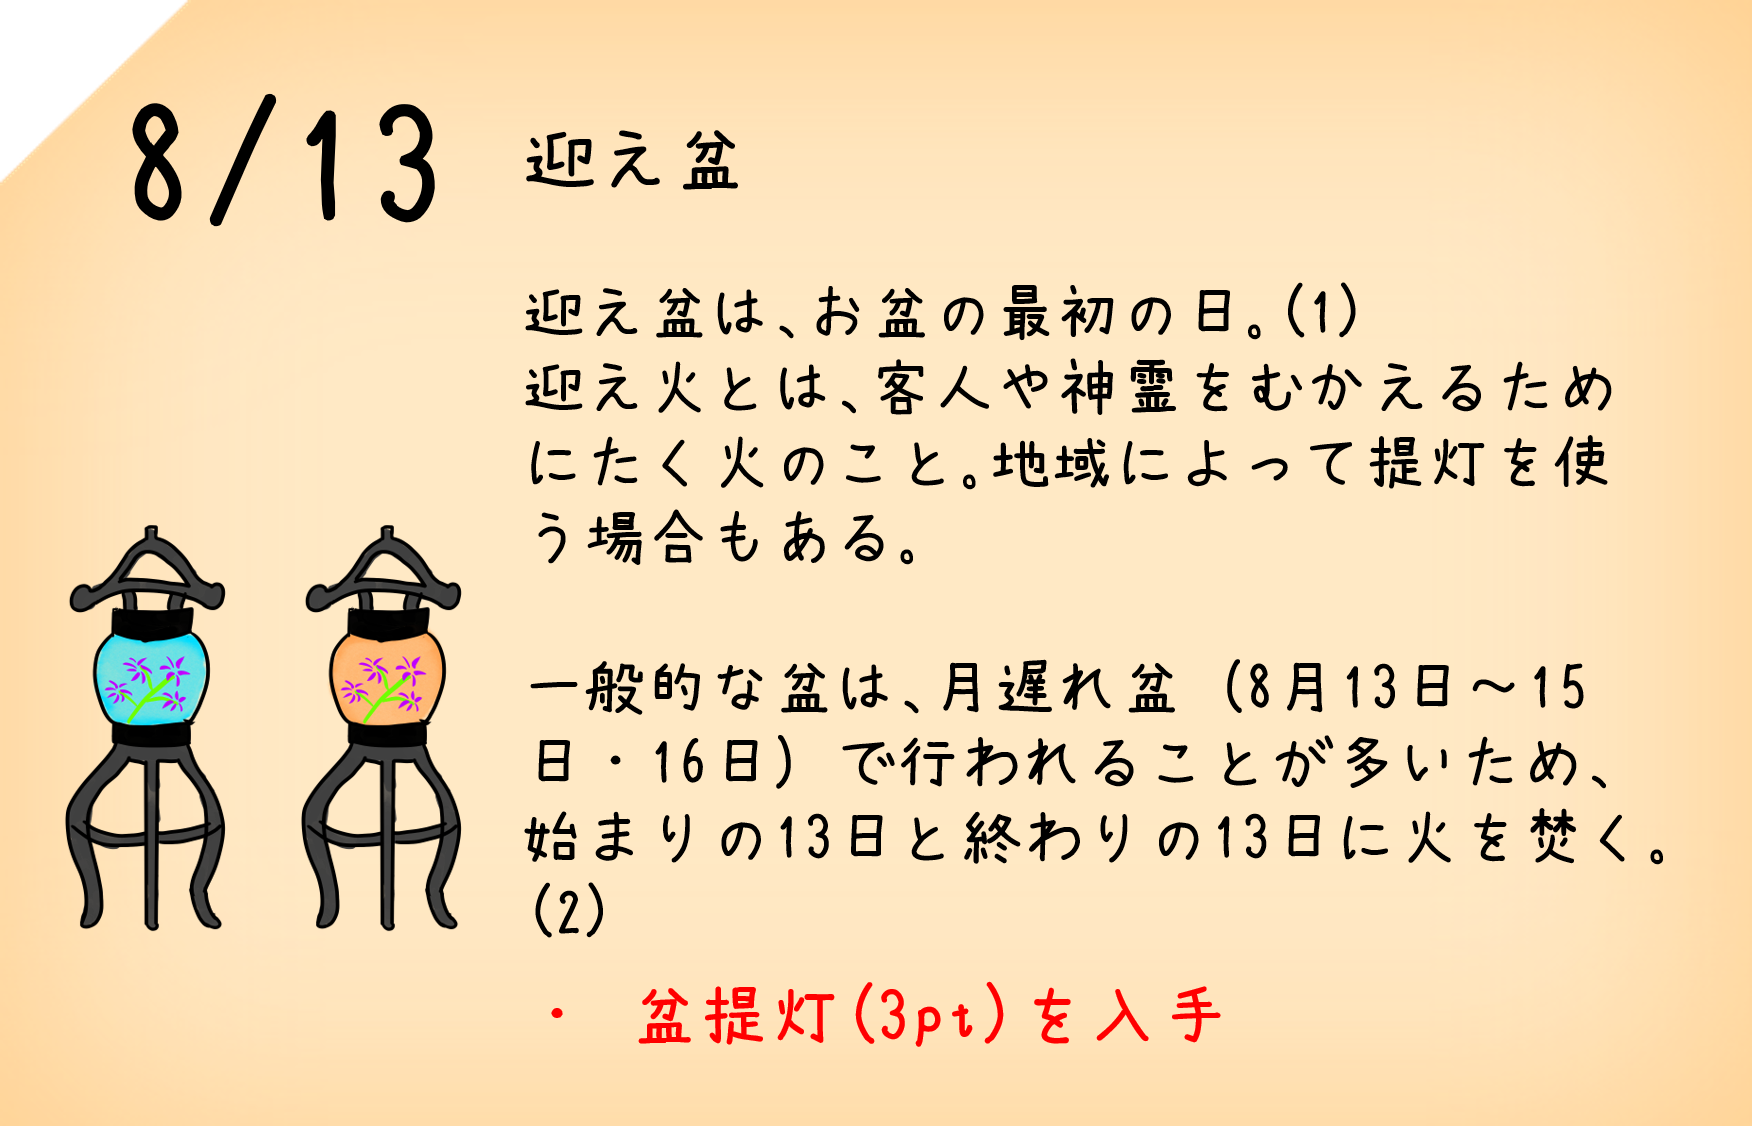 8/13 迎え盆
迎え盆は、お盆の最初の日。(1)
迎え火とは、客人や神霊をむかえるため
にたく火のこと。地域によって提灯を使
う場合もある。
一般的な盆は、月遅れ盆 (8月13日～15
日・16日) で行われることが多いため、
始まりの13日と終わりの13日に火を焚く。
(2)
・ 盆提灯(3pt)を入手